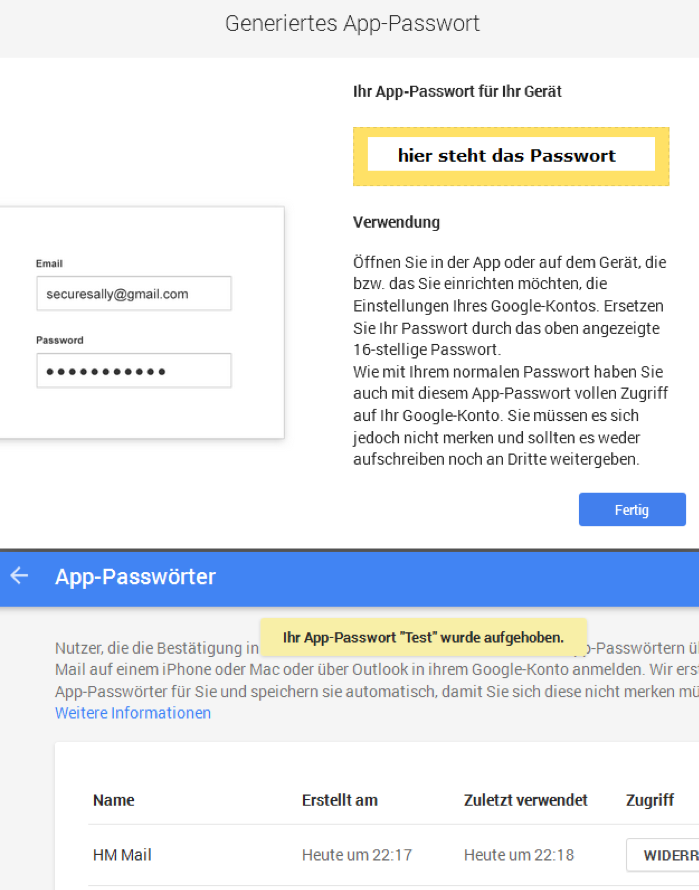 Generiertes App-Passwort
Ihr App-Passwort für Ihr Gerät
hier steht das Passwort
Verwendung
Öffnen Sie in der App oder auf dem Gerät, die
bzw. das Sie einrichten möchten, die
Einstellungen Ihres Google-Kontos. Ersetzen
Sie Ihr Passwort durch das oben angezeigte
16-stellige Passwort.
Wie mit Ihrem normalen Passwort haben Sie
auch mit diesem App-Passwort vollen Zugriff
auf Ihr Google-Konto. Sie müssen es sich
jedoch nicht merken und sollten es weder
aufschreiben noch an Dritte weitergeben.
Email
securesally@gmail.com
Password
Fertig
App-Passwörter
Ihr App-Passwort "Test" wurde aufgehoben.
Nutzer, die die Bestätigung in -Passwörtern ü
Mail auf einem iPhone oder Mac oder über Outlook in ihrem Google-Konto anmelden. Wir erst
App-Passwörter für Sie und speichern sie automatisch, damit Sie sich diese nicht merken mü
Weitere Informationen
Name Erstellt am Zuletzt verwendet Zugriff
HM Mail Heute um 22:17 Heute um 22:18 WIDERR